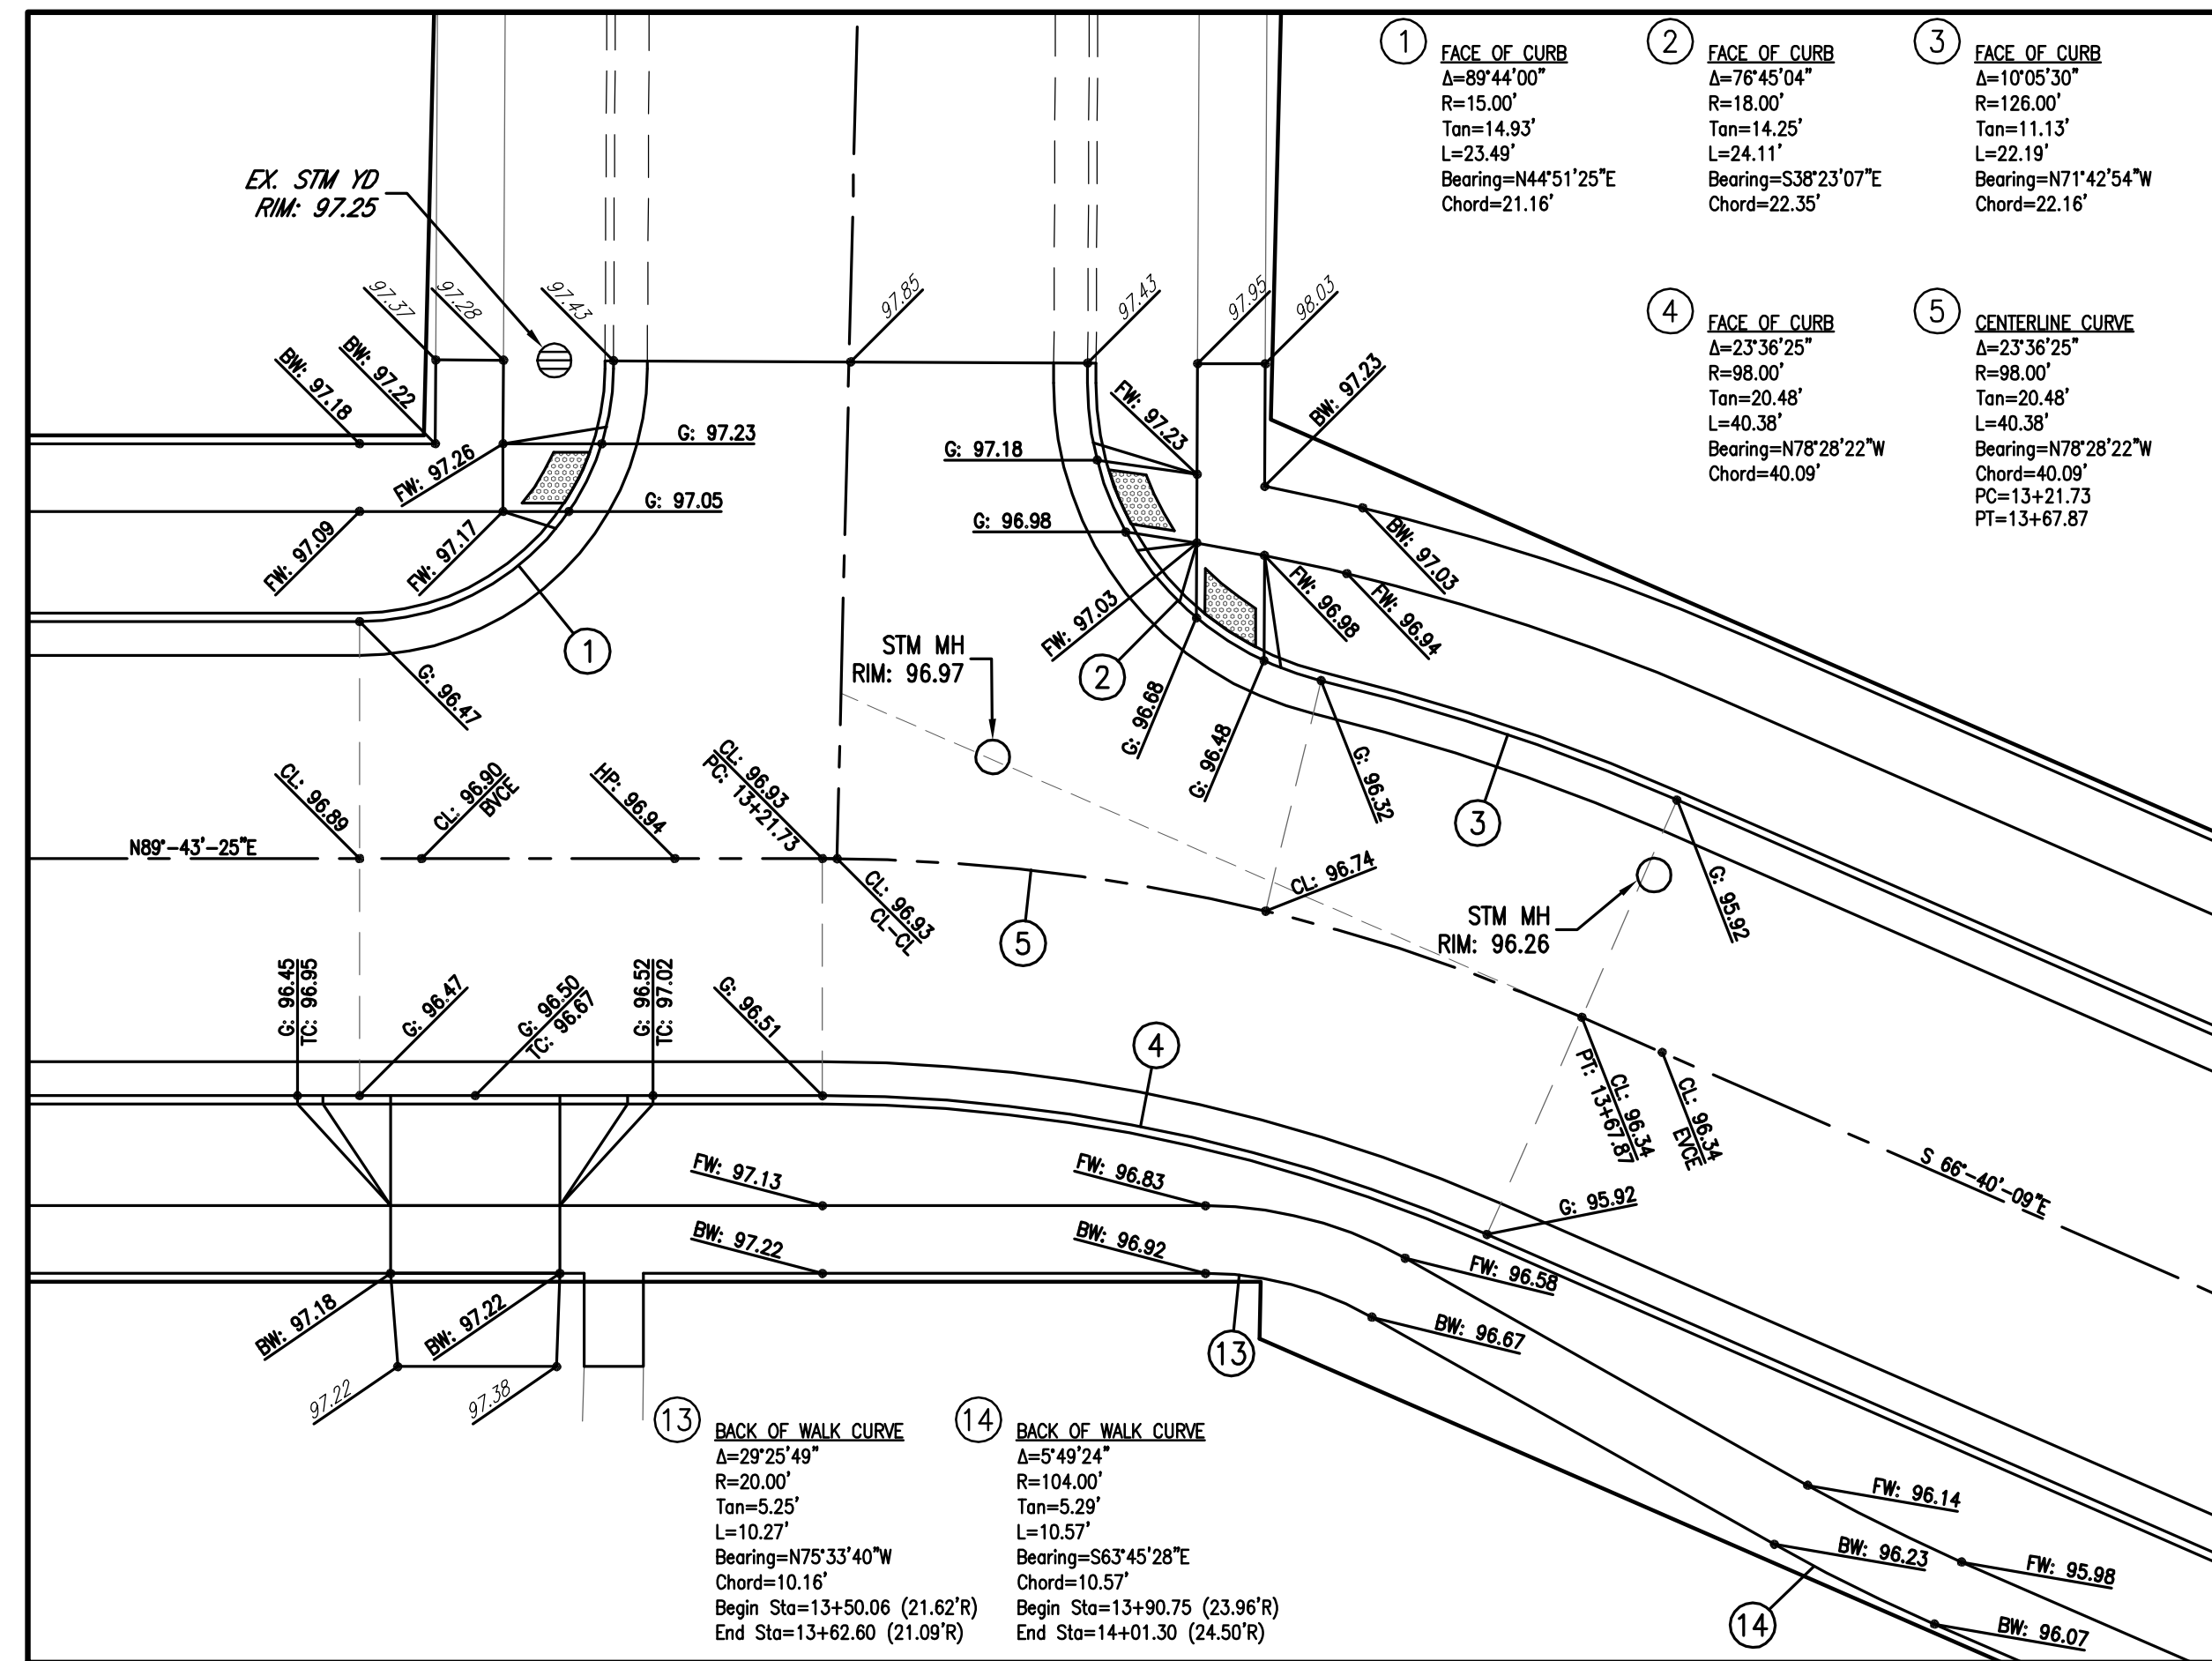 1
FACE OF CURB
Δ=89°44'00"
R=15.00'
Tan=14.93'
L=23.49'
Bearing=N44°51'25"E
Chord=21.16'
2
FACE OF CURB
Δ=76°45'04"
R=18.00'
Tan=14.25'
L=24.11'
Bearing=S38°23'07"E
Chord=22.35'
3
FACE OF CURB
Δ=10°05'30"
R=126.00'
Tan=11.13'
L=22.19'
Bearing=N71°42'54"W
Chord=22.16'
4
FACE OF CURB
Δ=23°36'25"
R=98.00'
Tan=20.48'
L=40.38'
Bearing=N78°28'22"W
Chord=40.09'
5
CENTERLINE CURVE
Δ=23°36'25"
R=98.00'
Tan=20.48'
L=40.38'
Bearing=N78°28'22"W
Chord=40.09'
PC=13+21.73
PT=13+67.87
EX. STM YD
RIM: 97.25
97.37
97.28
97.43
97.85
97.43
97.95
98.03
BW: 97.18
BW: 97.22
FW: 97.26
G: 97.23
G: 97.05
FW: 97.09
FW: 97.17
1
G: 96.47
G: 97.18
G: 96.98
FW: 97.23
BW: 97.23
BW: 97.03
FW: 96.98
FW: 96.94
FW: 97.03
2
G: 96.68
G: 96.48
G: 96.32
3
G: 95.92
STM MH
RIM: 96.97
STM MH
RIM: 96.26
N89°-43'-25"E
CL: 96.89
CL: 96.90
BVCE
HP: 96.94
CL: 96.93
PC: 13+21.73
CL: 96.93
CL-CL
5
CL: 96.74
CL: 96.34
PT: 13+67.87
CL: 96.34
EVCE
S 66°-40'-09"E
G: 96.45
TC: 96.95
G: 96.47
G: 96.50
TC: 96.67
G: 96.52
TC: 97.02
G: 96.51
4
G: 95.92
FW: 97.13
BW: 97.22
FW: 96.83
BW: 96.92
FW: 96.58
BW: 96.67
13
BW: 97.18
BW: 97.22
97.22
97.38
FW: 96.14
BW: 96.23
FW: 95.98
BW: 96.07
14
13
BACK OF WALK CURVE
Δ=29°25'49"
R=20.00'
Tan=5.25'
L=10.27'
Bearing=N75°33'40"W
Chord=10.16'
Begin Sta=13+50.06 (21.62'R)
End Sta=13+62.60 (21.09'R)
14
BACK OF WALK CURVE
Δ=5°49'24"
R=104.00'
Tan=5.29'
L=10.57'
Bearing=S63°45'28"E
Chord=10.57'
Begin Sta=13+90.75 (23.96'R)
End Sta=14+01.30 (24.50'R)